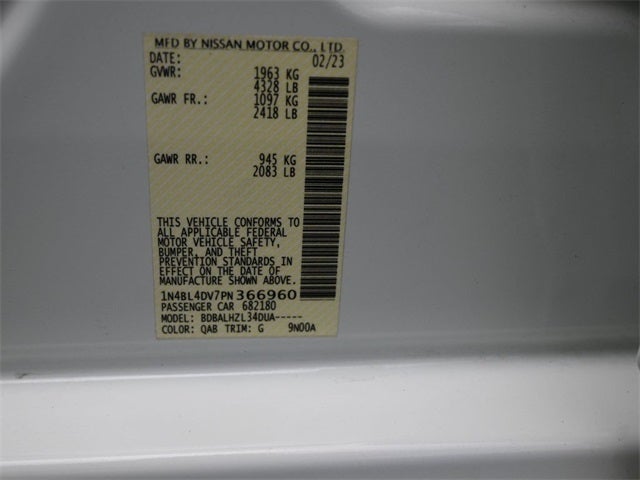 MFD BY NISSAN MOTOR CO., LTD.
DATE: 02/23
GVWR: 1963 KG
4328 LB
GAWR FR.: 1097 KG
2418 LB
GAWR RR.: 945 KG
2083 LB
THIS VEHICLE CONFORMS TO
ALL APPLICABLE FEDERAL
MOTOR VEHICLE SAFETY,
BUMPER, AND THEFT
PREVENTION STANDARDS IN
EFFECT ON THE DATE OF
MANUFACTURE SHOWN ABOVE.
1N4BL4DV7PN366960
PASSENGER CAR 682180
MODEL: BDBALHZL34DUA-----
COLOR: QAB TRIM: G 9N00A